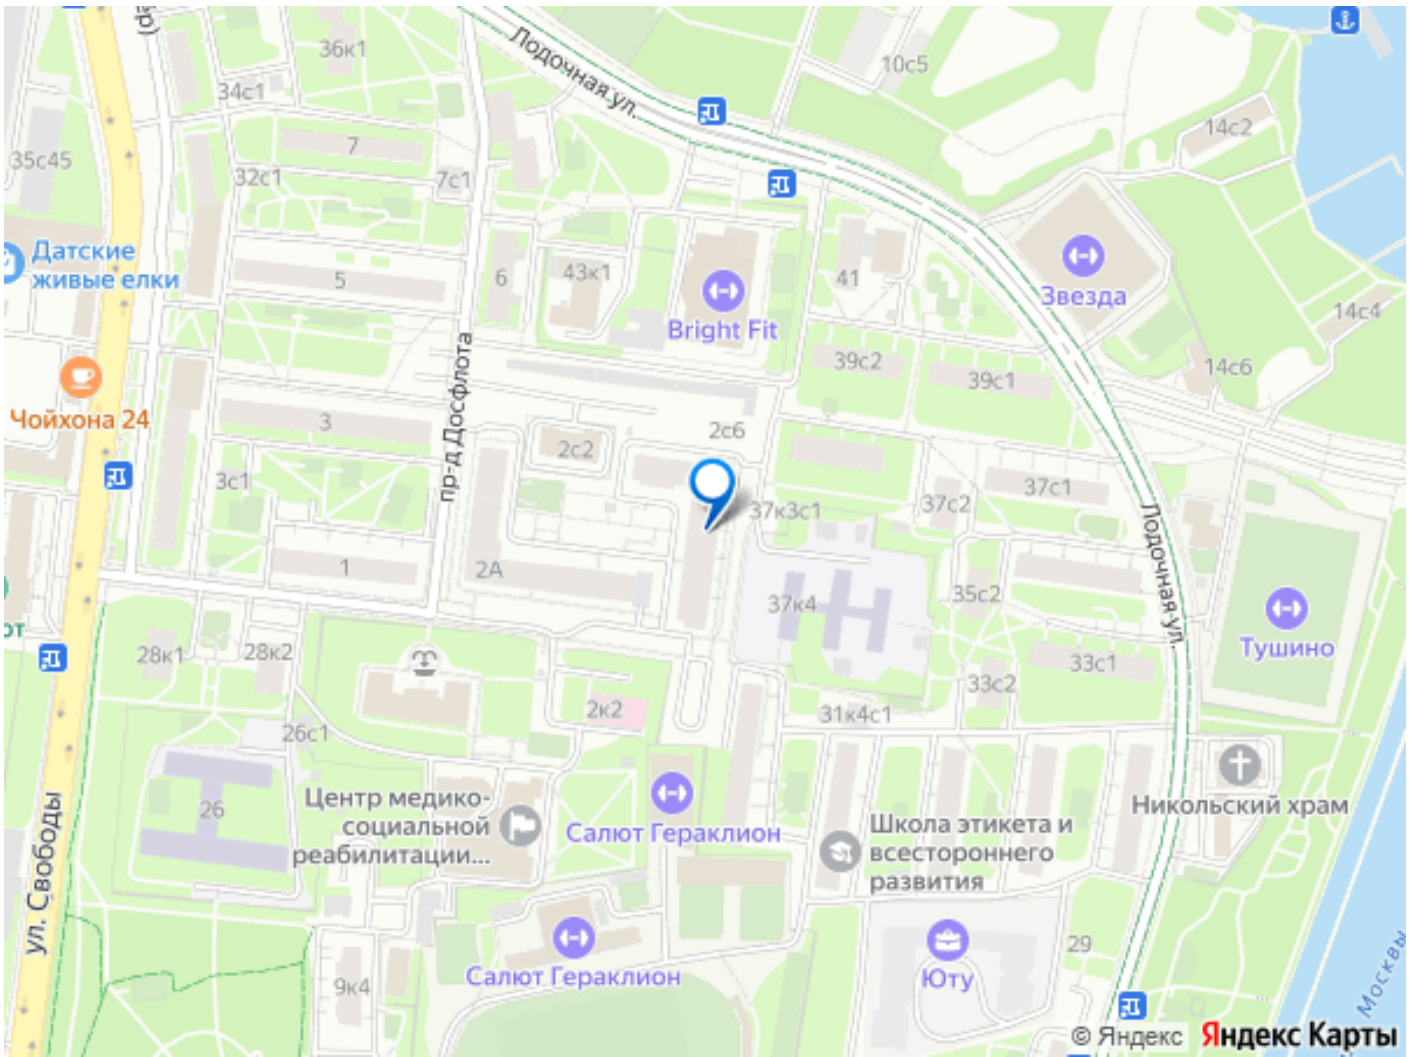 36к1
Лодочная ул.
10с5
34с1
14с2
35с45
7
32с1
7с1
Датские
живые елки
5
6
43к1
41
Bright Fit
Звезда
14с4
39с2
39с1
14с6
Чойхона 24
3
пр-д Досфлота
2с6
2с2
3с1
37к3с1
37с2
37с1
Лодочная ул.
1
2А
37к4
35с2
Тушино
от
28к1
28к2
33с1
33с2
2к2
31к4с1
26с1
Центр медико-
социальной
реабилитации...
26
Салют Гераклион
Школа этикета и
всестороннего
развития
Никольский храм
ул. Свободы
Салют Гераклион
9к4
Юту
29
Москвы
© Яндекс Яндекс Карты